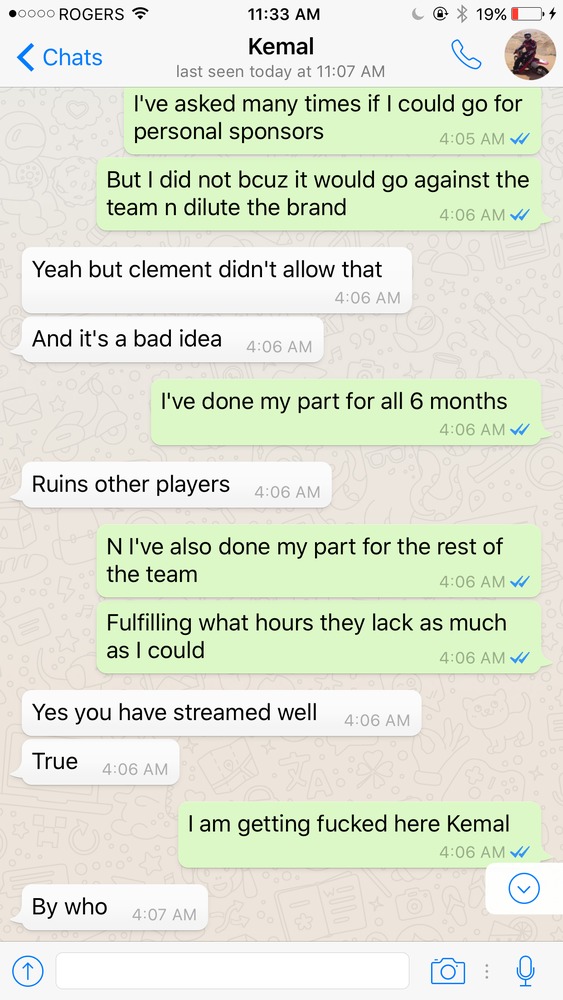 ROGERS 11:33 AM 19%
Chats Kemal
last seen today at 11:07 AM
I've asked many times if I could go for
personal sponsors
4:05 AM
But I did not bcuz it would go against the
team n dilute the brand
4:06 AM
Yeah but clement didn't allow that
4:06 AM
And it's a bad idea 4:06 AM
I've done my part for all 6 months
4:06 AM
Ruins other players 4:06 AM
N I've also done my part for the rest of
the team
4:06 AM
Fulfilling what hours they lack as much
as I could
4:06 AM
Yes you have streamed well 4:06 AM
True 4:06 AM
I am getting fucked here Kemal
4:06 AM
By who 4:07 AM